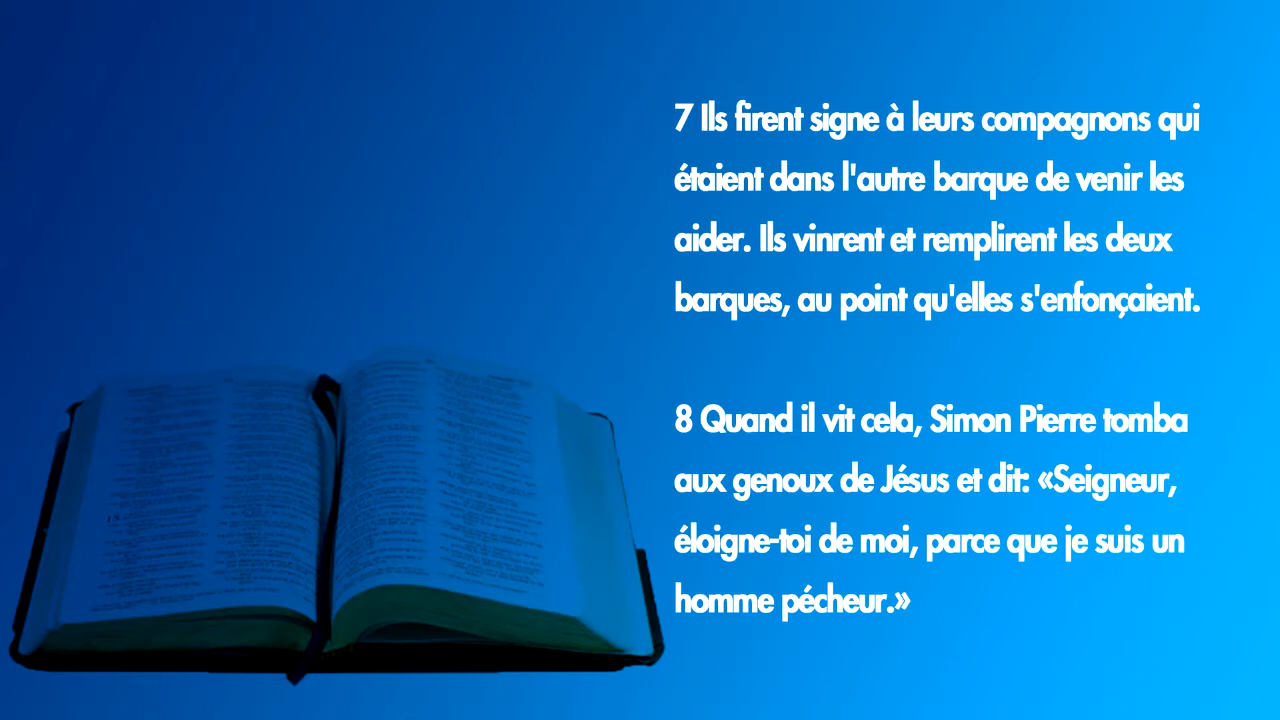 7 Ils firent signe à leurs compagnons qui
étaient dans l'autre barque de venir les
aider. Ils vinrent et remplirent les deux
barques, au point qu'elles s'enfonçaient.
8 Quand il vit cela, Simon Pierre tomba
aux genoux de Jésus et dit: «Seigneur,
éloigne-toi de moi, parce que je suis un
homme pécheur.»